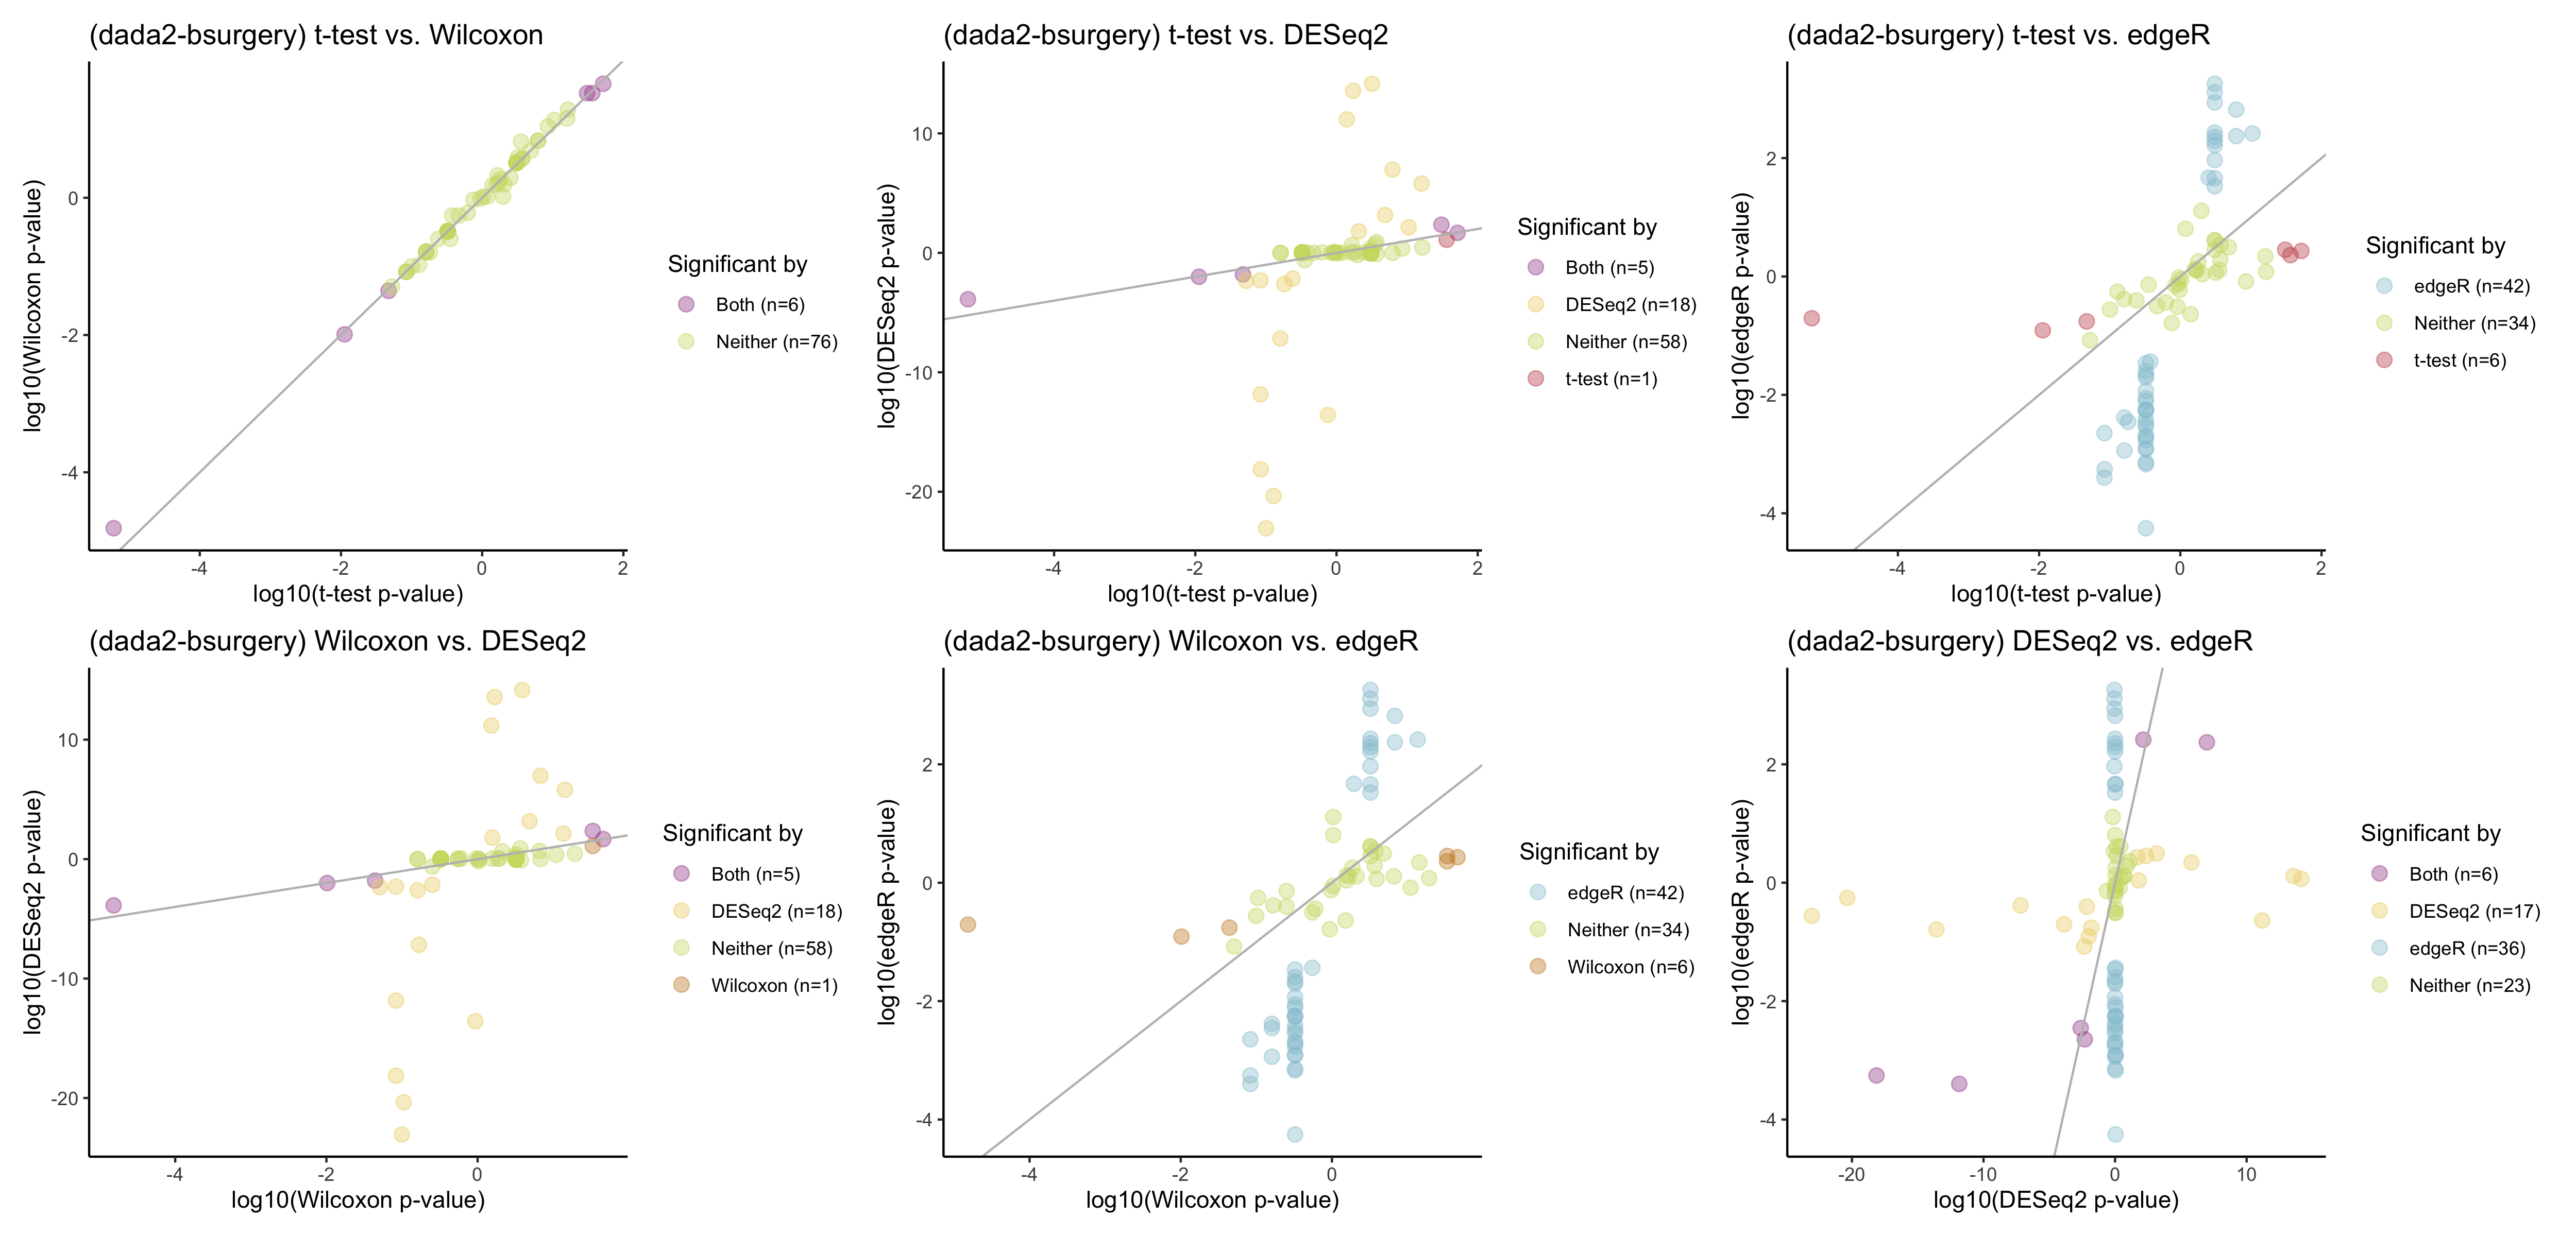 (dada2-bsurgery) t-test vs. Wilcoxon
log10(Wilcoxon p-value)
0
-2
-4
-4
-2
0
2
log10(t-test p-value)
Significant by
Both (n=6)
Neither (n=76)
(dada2-bsurgery) t-test vs. DESeq2
log10(DESeq2 p-value)
10
0
-10
-20
-4
-2
0
2
log10(t-test p-value)
Significant by
Both (n=5)
DESeq2 (n=18)
Neither (n=58)
t-test (n=1)
(dada2-bsurgery) t-test vs. edgeR
log10(edgeR p-value)
2
0
-2
-4
-4
-2
0
2
log10(t-test p-value)
Significant by
edgeR (n=42)
Neither (n=34)
t-test (n=6)
(dada2-bsurgery) Wilcoxon vs. DESeq2
log10(DESeq2 p-value)
10
0
-10
-20
-4
-2
0
log10(Wilcoxon p-value)
Significant by
Both (n=5)
DESeq2 (n=18)
Neither (n=58)
Wilcoxon (n=1)
(dada2-bsurgery) Wilcoxon vs. edgeR
log10(edgeR p-value)
2
0
-2
-4
-4
-2
0
log10(Wilcoxon p-value)
Significant by
edgeR (n=42)
Neither (n=34)
Wilcoxon (n=6)
(dada2-bsurgery) DESeq2 vs. edgeR
log10(edgeR p-value)
2
0
-2
-4
-20
-10
0
10
log10(DESeq2 p-value)
Significant by
Both (n=6)
DESeq2 (n=17)
edgeR (n=36)
Neither (n=23)